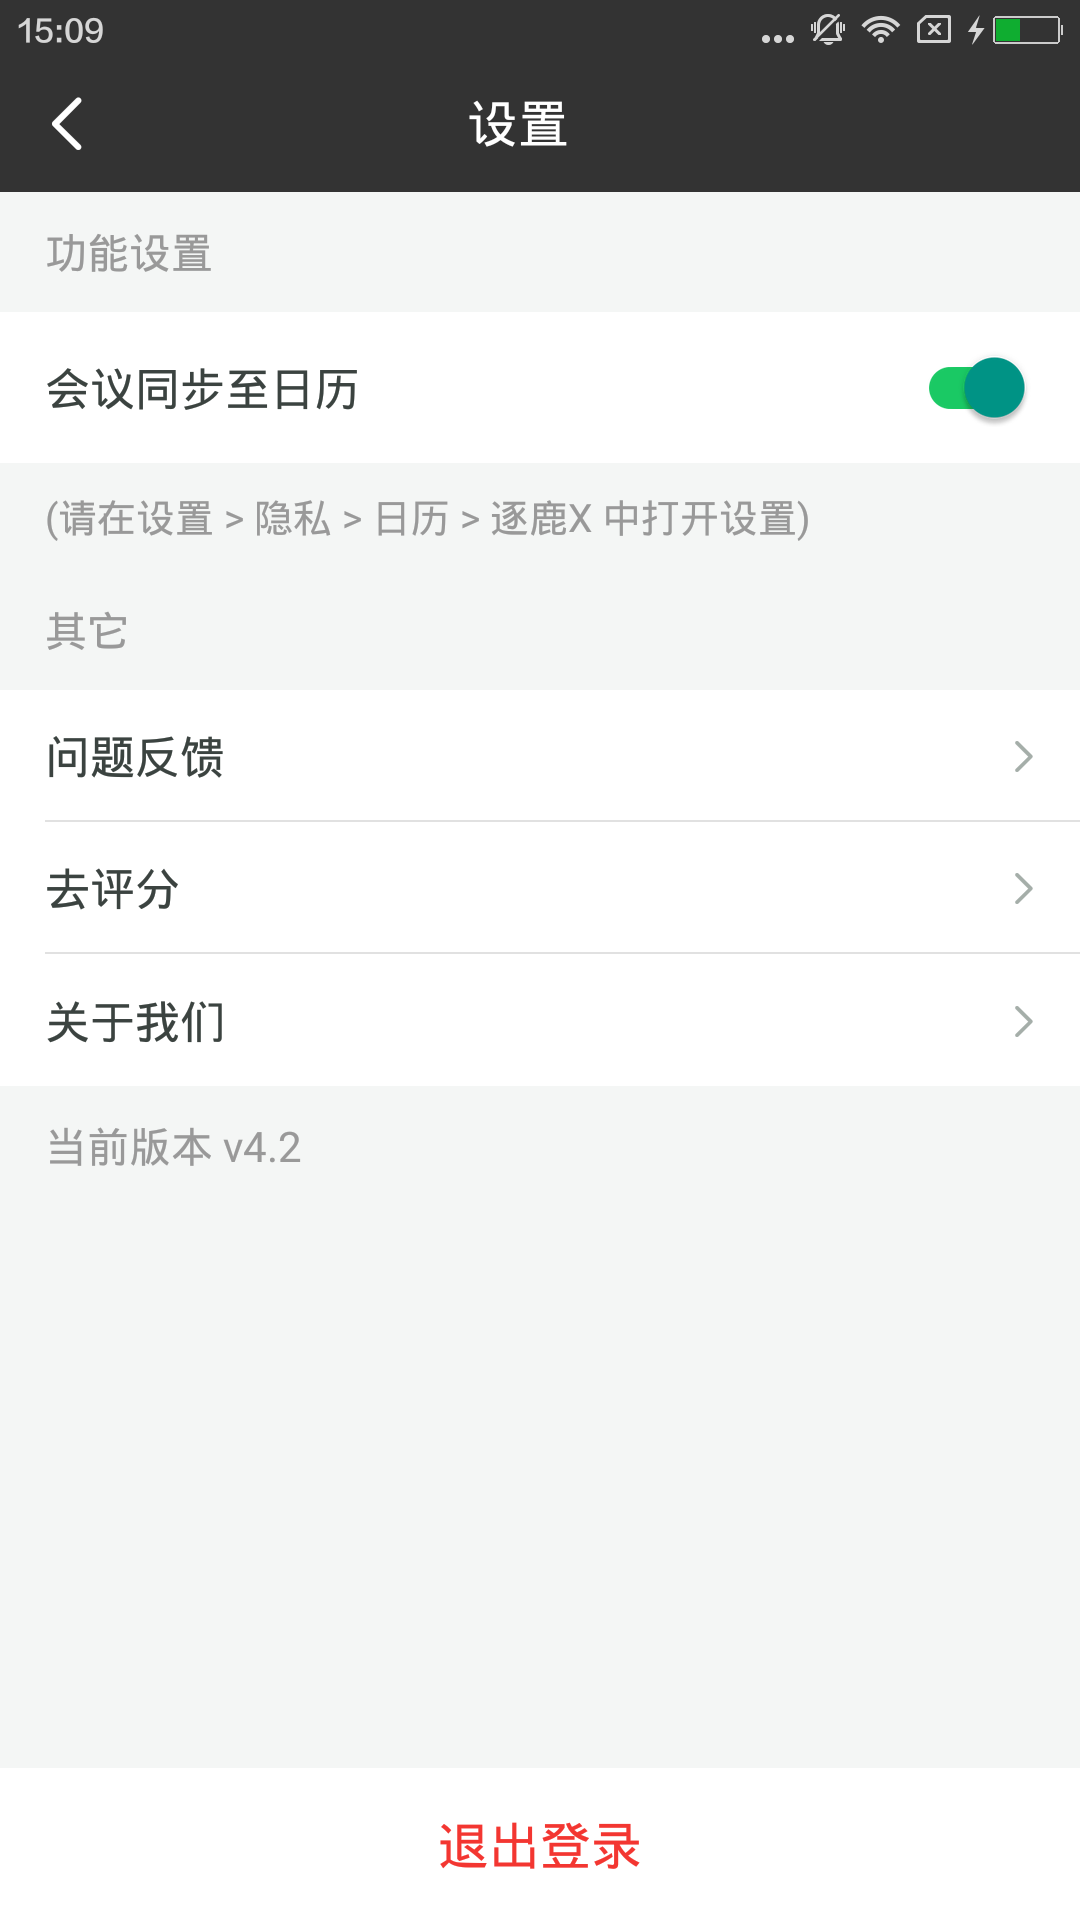 15:09
设置
功能设置
会议同步至日历
(请在设置 > 隐私 > 日历 > 逐鹿X 中打开设置)
其它
问题反馈
去评分
关于我们
当前版本 v4.2
退出登录